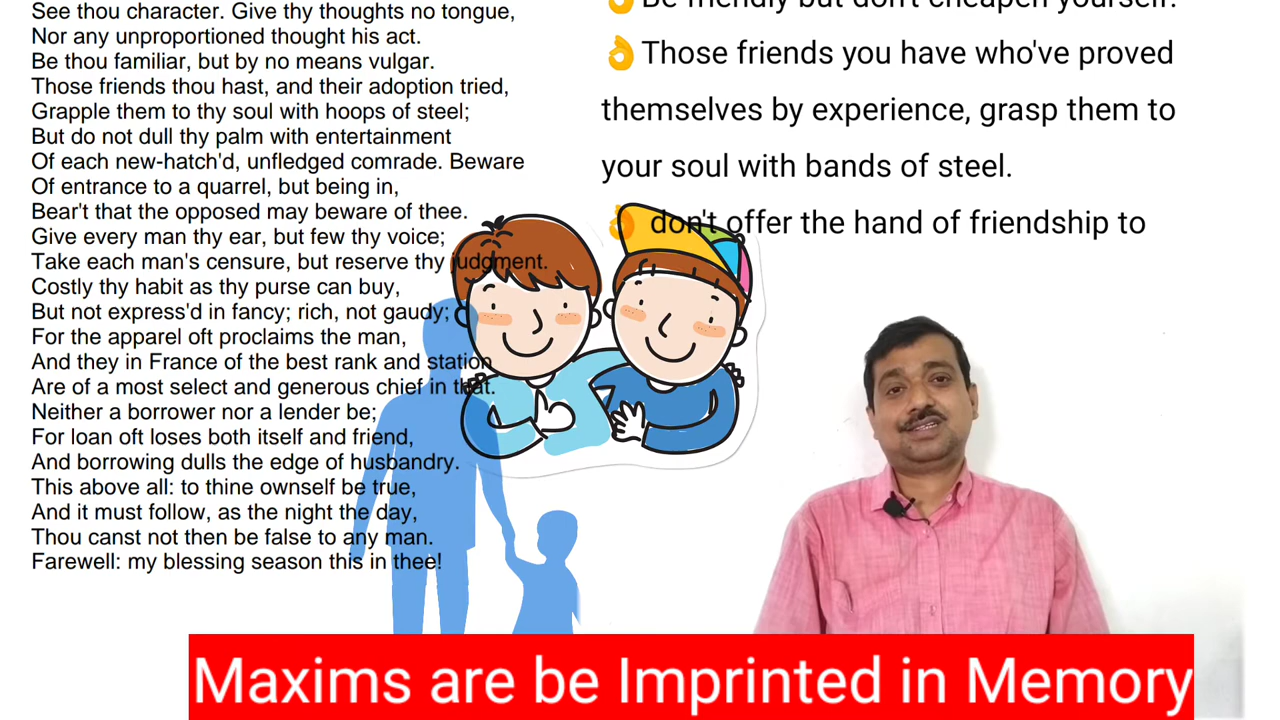 See thou character. Give thy thoughts no tongue,
Nor any unproportioned thought his act.
Be thou familiar, but by no means vulgar.
Those friends thou hast, and their adoption tried,
Grapple them to thy soul with hoops of steel;
But do not dull thy palm with entertainment
Of each new-hatch'd, unfledged comrade. Beware
Of entrance to a quarrel, but being in,
Bear't that the opposed may beware of thee.
Give every man thy ear, but few thy voice;
Take each man's censure, but reserve thy judgment.
Costly thy habit as thy purse can buy,
But not express'd in fancy; rich, not gaudy;
For the apparel oft proclaims the man,
And they in France of the best rank and station
Are of a most select and generous chief in that.
Neither a borrower nor a lender be;
For loan oft loses both itself and friend,
And borrowing dulls the edge of husbandry.
This above all: to thine ownself be true,
And it must follow, as the night the day,
Thou canst not then be false to any man.
Farewell: my blessing season this in thee!
👌Be friendly but don't cheapen yourself.
👌Those friends you have who've proved
themselves by experience, grasp them to
your soul with bands of steel.
👌 don't offer the hand of friendship to
Maxims are be Imprinted in Memory